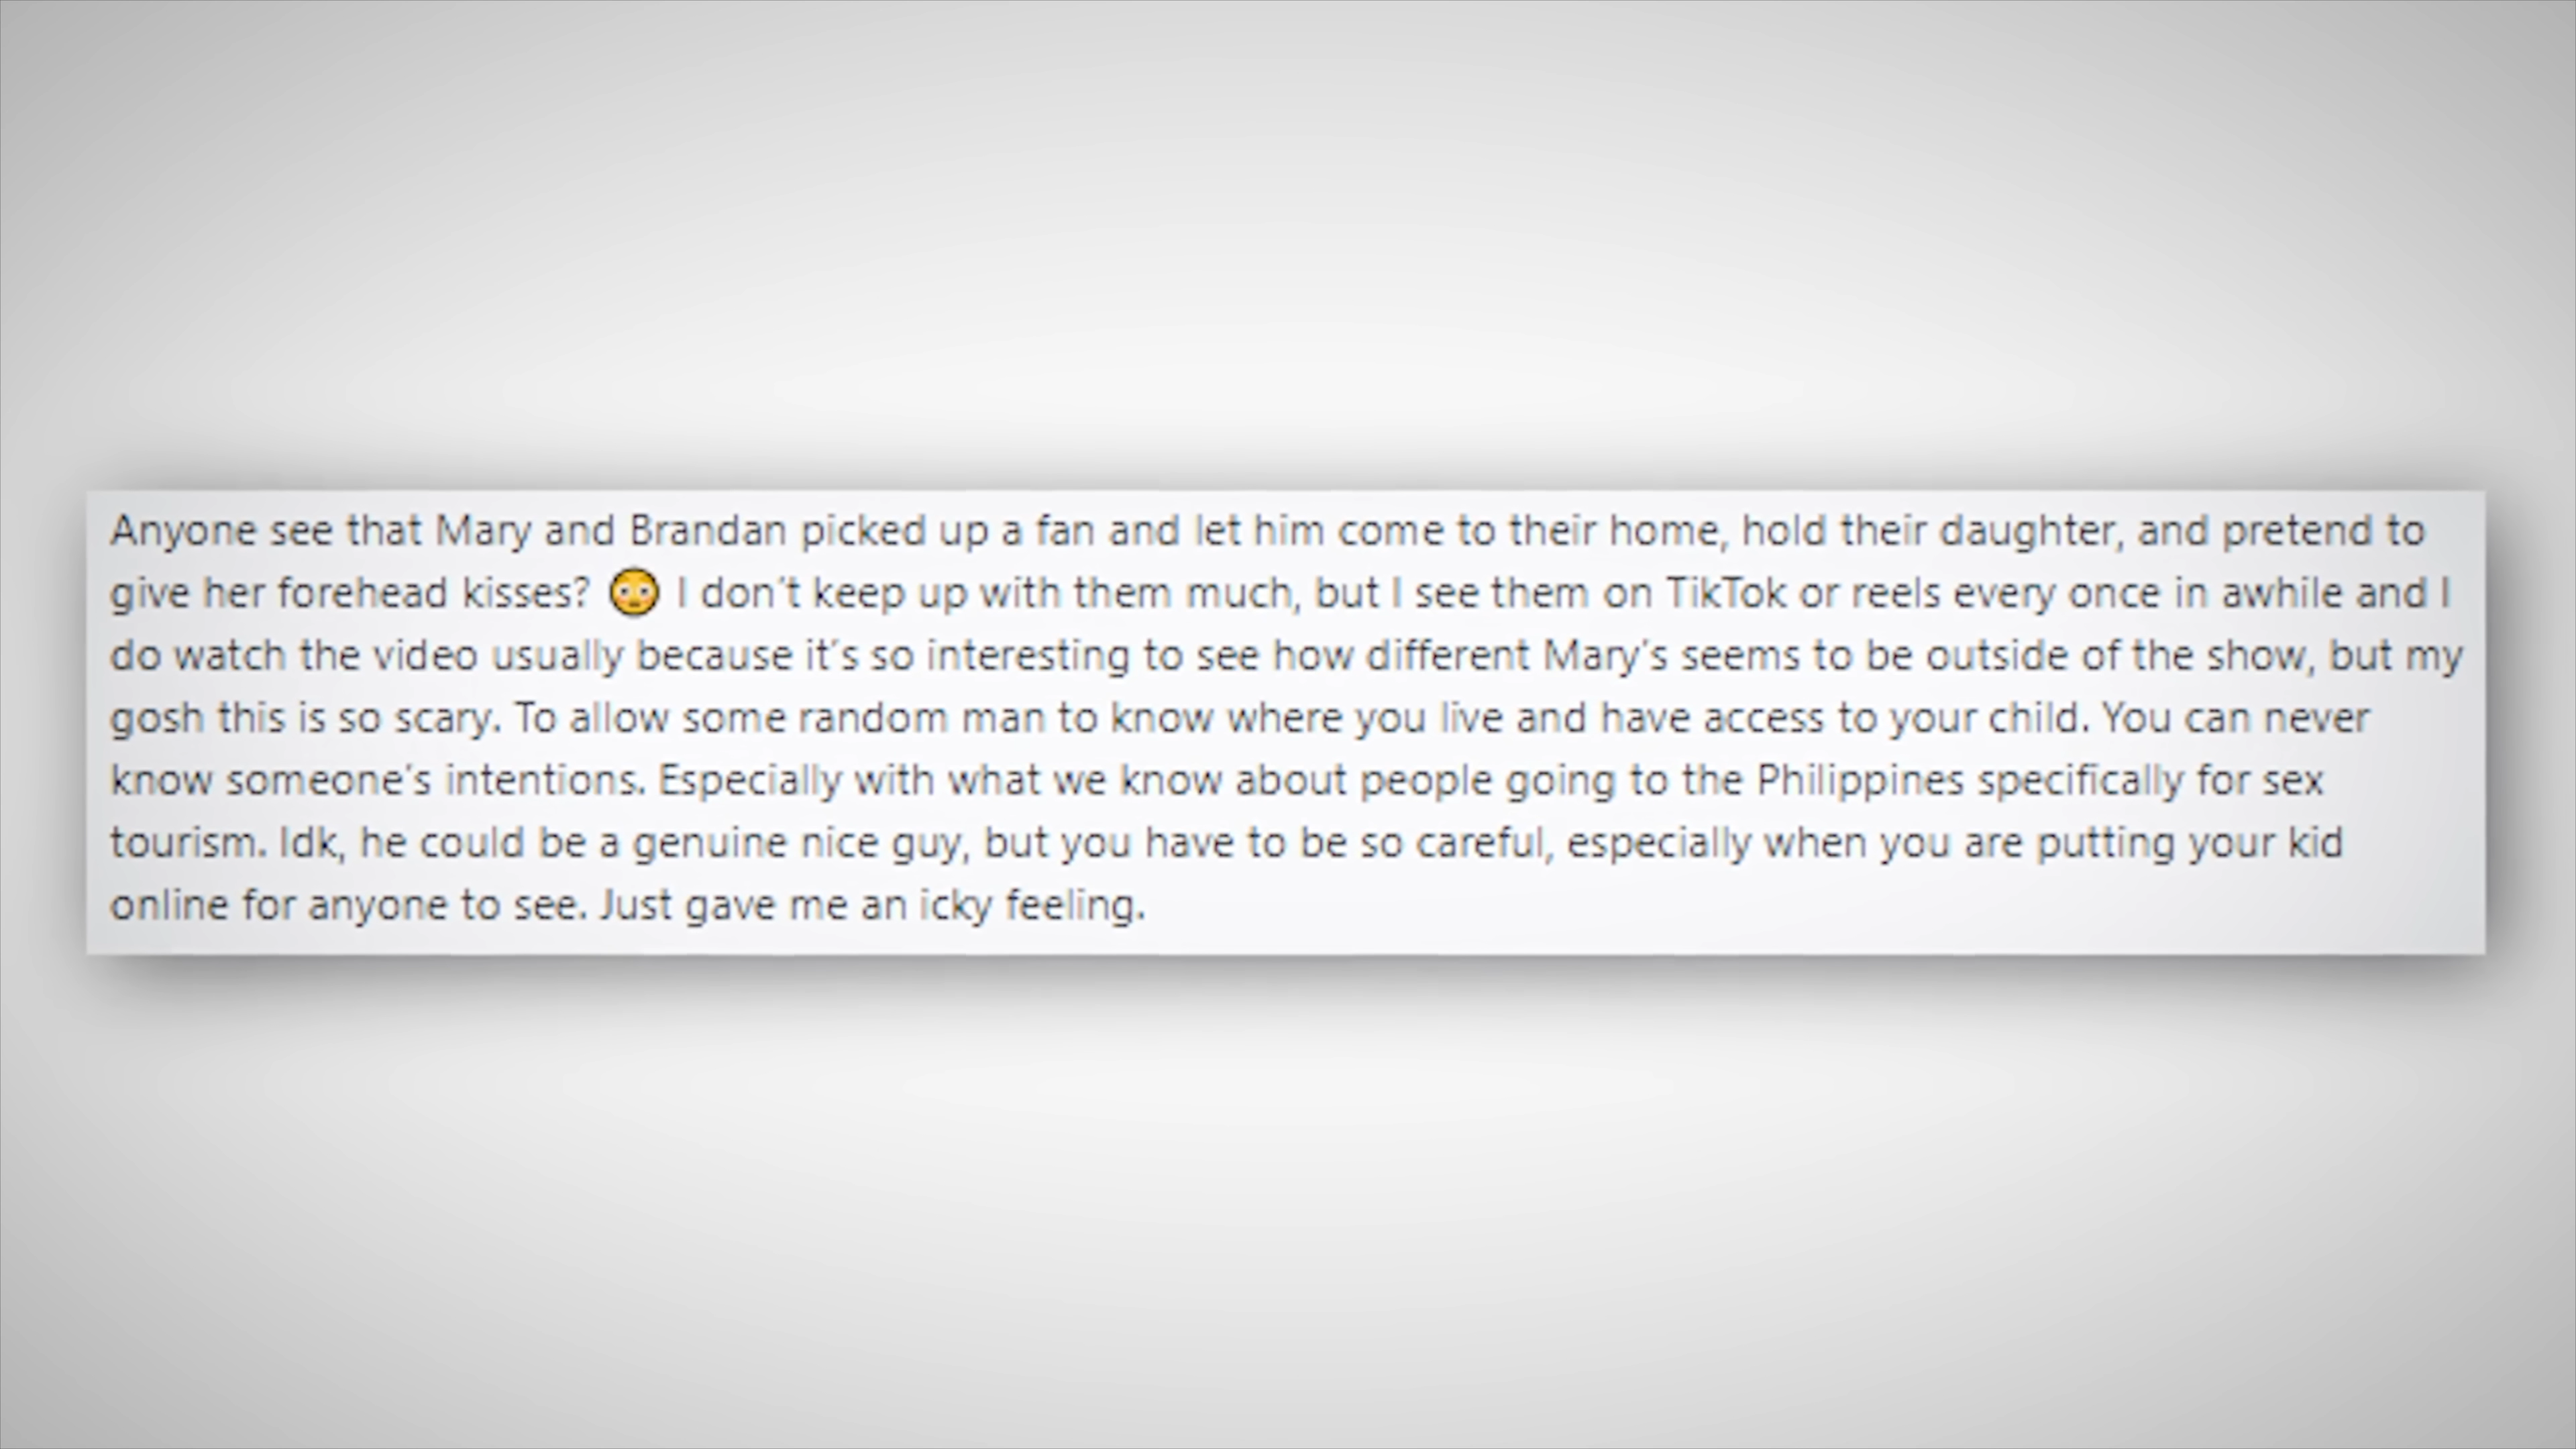 Anyone see that Mary and Brandan picked up a fan and let him come to their home, hold their daughter, and pretend to
give her forehead kisses? 😳 I don't keep up with them much, but I see them on TikTok or reels every once in awhile and I
do watch the video usually because it's so interesting to see how different Mary's seems to be outside of the show, but my
gosh this is so scary. To allow some random man to know where you live and have access to your child. You can never
know someone's intentions. Especially with what we know about people going to the Philippines specifically for sex
tourism. Idk, he could be a genuine nice guy, but you have to be so careful, especially when you are putting your kid
online for anyone to see. Just gave me an icky feeling.